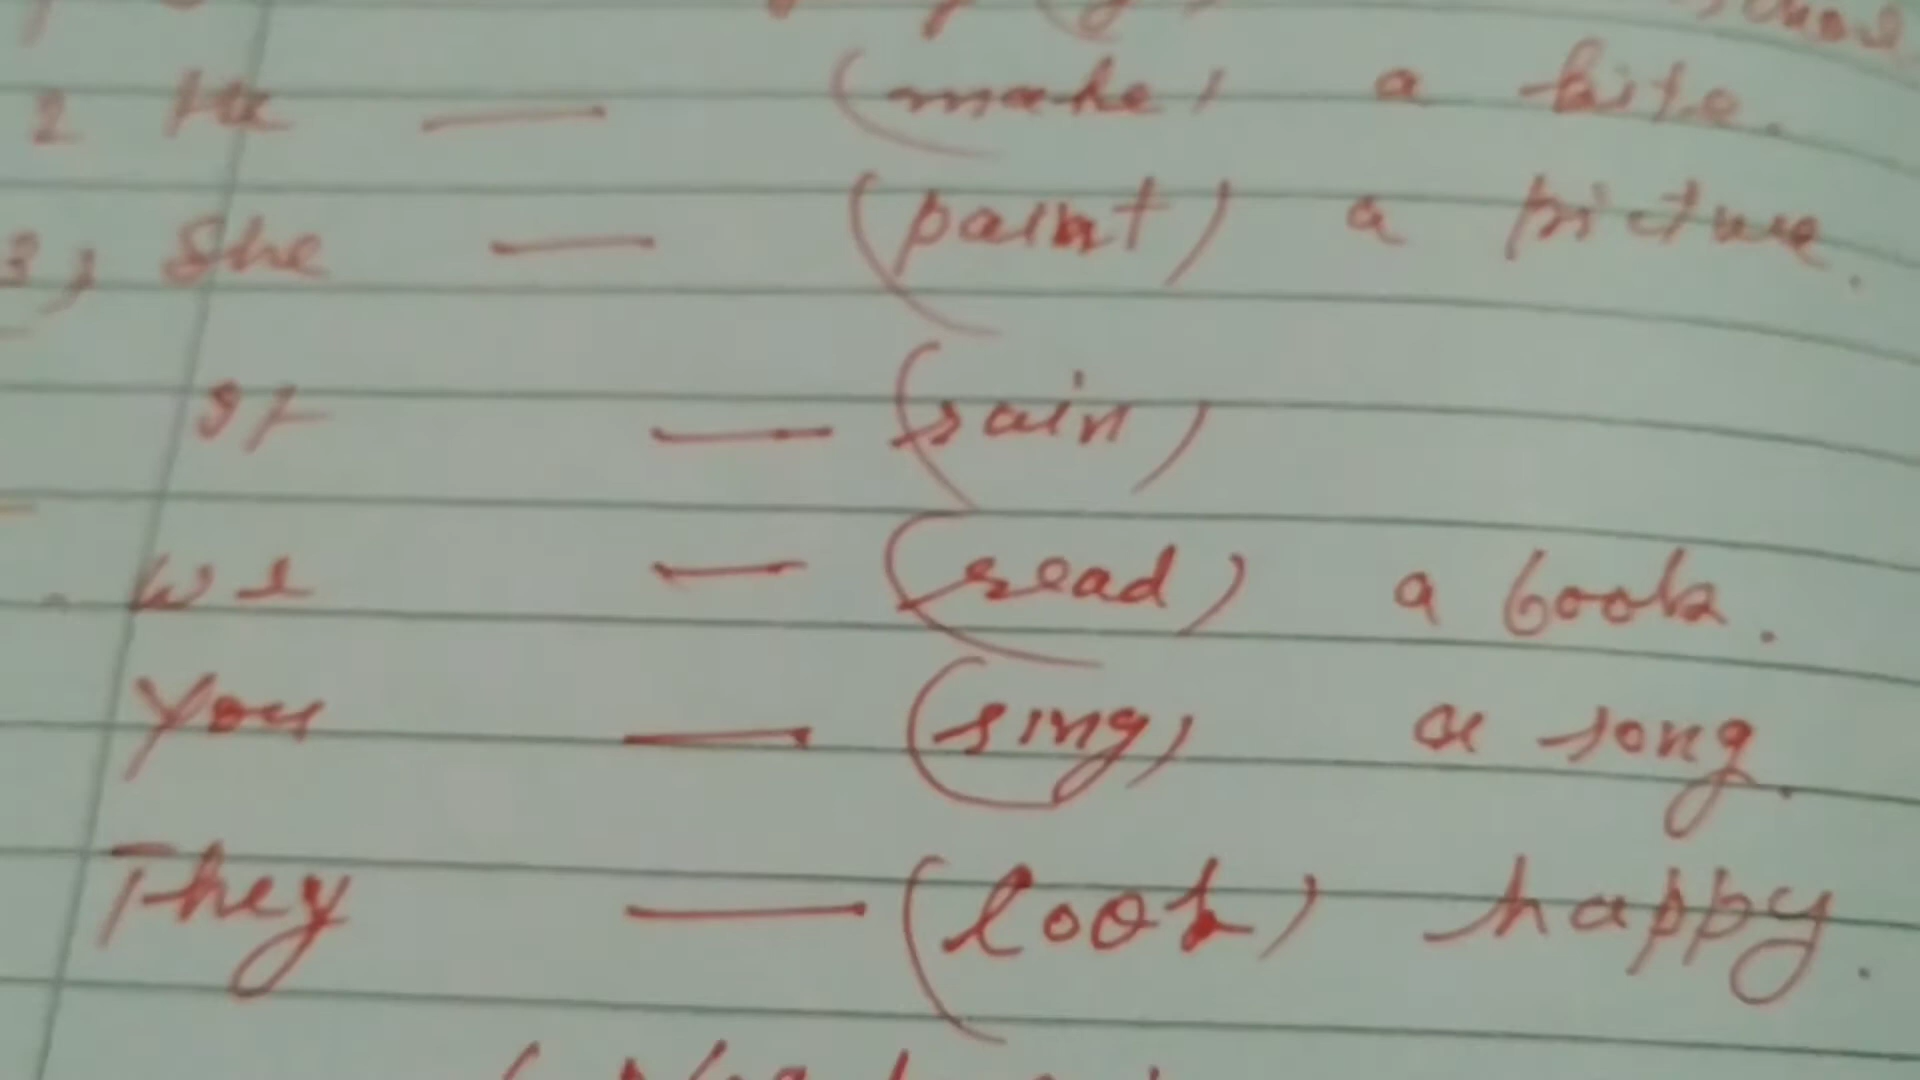 school
2 He — (make) a kite.
3) She — (paint) a picture.
It — (rain)
We — (read) a book.
You — (sing) a song.
They — (look) happy.